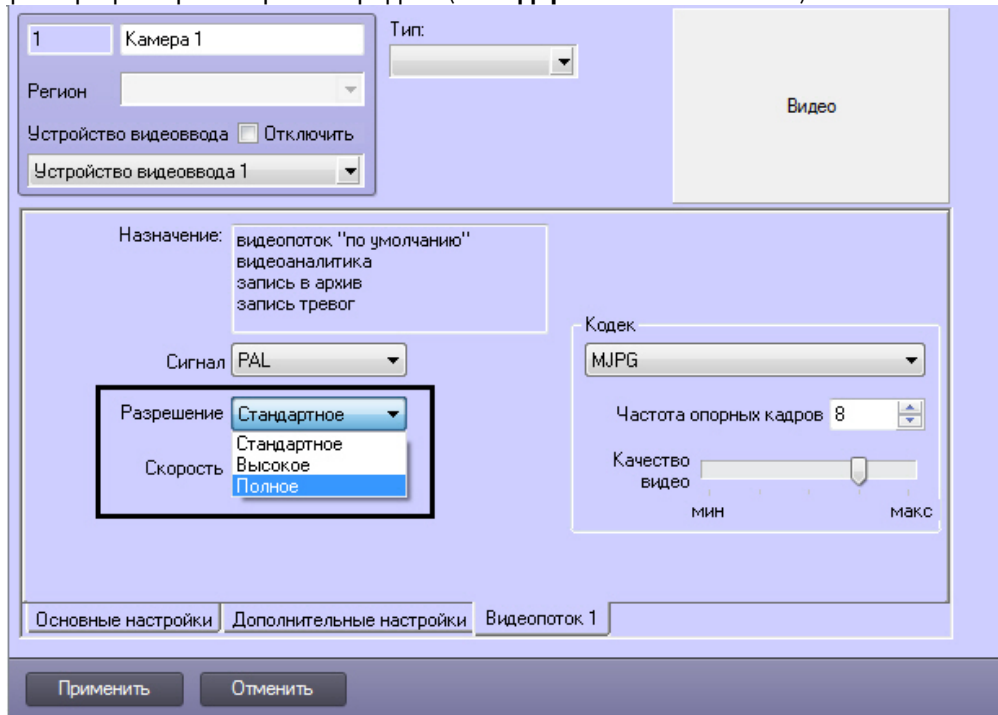 1 Камера 1
Тип:
Регион
Устройство видеоввода Отключить
Устройство видеоввода 1
Видео
Назначение:
видеопоток "по умолчанию"
видеоаналитика
запись в архив
запись тревог
Сигнал PAL
Разрешение Стандартное
Стандартное
Высокое
Полное
Скорость
Кодек
MJPG
Частота опорных кадров 8
Качество
видео
мин макс
Основные настройки Дополнительные настройки Видеопоток 1
Применить Отменить